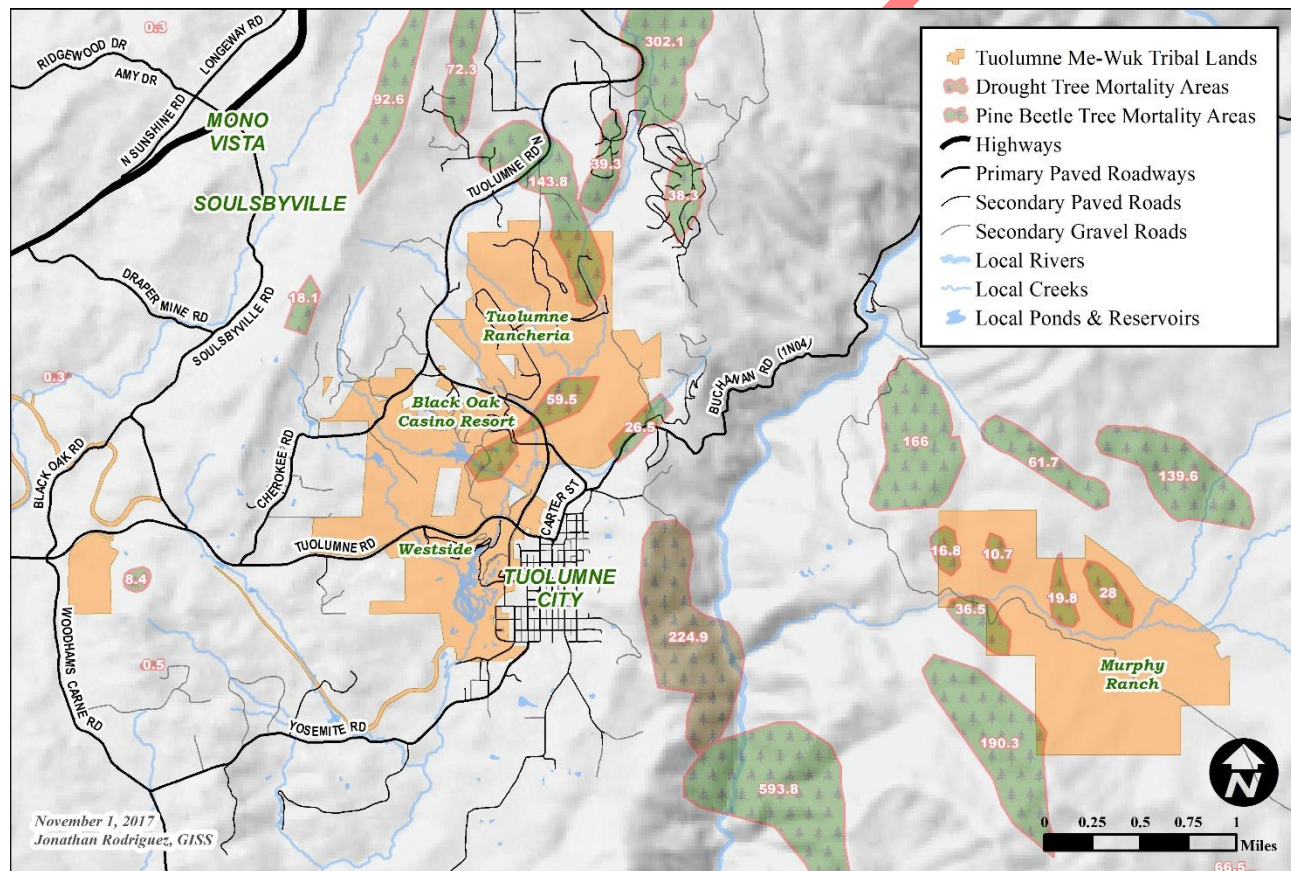 0.3
RIDGEWOOD DR
LONGEWAY RD
AMY DR
N SUNSHINE RD
MONO
VISTA
SOULSBYVILLE
92.6
72.3
302.1
TUOLUMNE RD N
143.8
39.3
38.3
Tuolumne Me-Wuk Tribal Lands
Drought Tree Mortality Areas
Pine Beetle Tree Mortality Areas
Highways
Primary Paved Roadways
Secondary Paved Roads
Secondary Gravel Roads
Local Rivers
Local Creeks
Local Ponds & Reservoirs
DRAPER MINE RD
SOULSBYVILLE RD
18.1
Tuolumne
Rancheria
BUCHANAN RD (1N04)
0.3
Black Oak
Casino Resort
59.5
26.5
BLACK OAK RD
CHEROKEE RD
166
61.7
139.6
CARTER ST
TUOLUMNE RD
Westside
TUOLUMNE
CITY
8.4
16.8
10.7
19.8
28
36.5
224.9
WOODHAMS CARNE RD
0.5
Murphy
Ranch
YOSEMITE RD
190.3
593.8
N
November 1, 2017
Jonathan Rodriguez, GISS
0 0.25 0.5 0.75 1
Miles
66.5